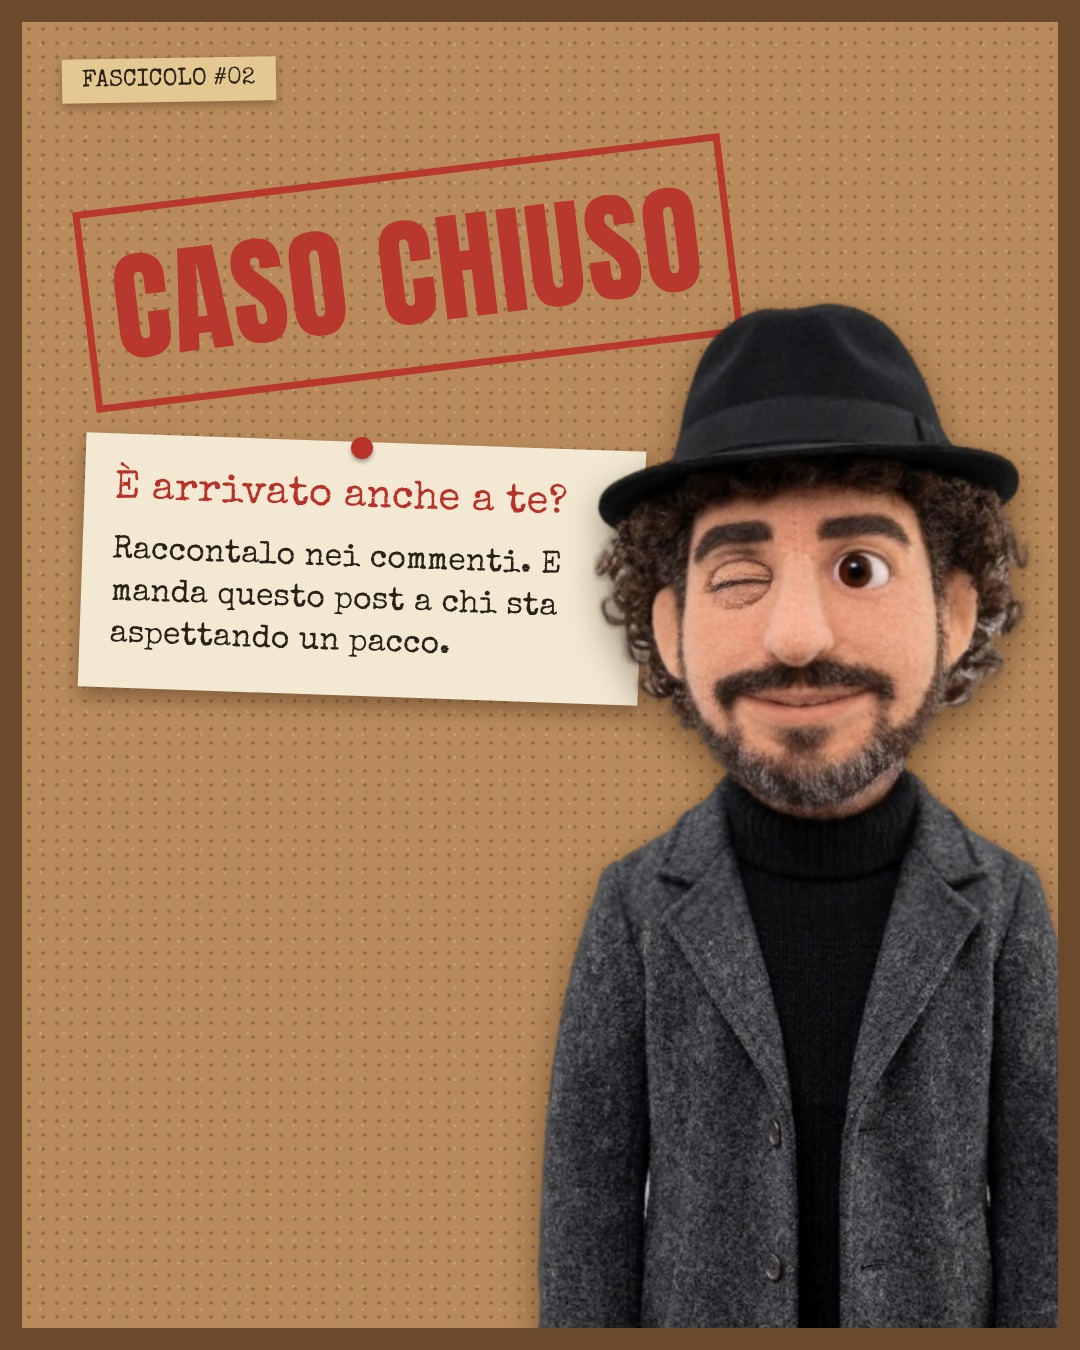 FASCICOLO #02
CASO CHIUSO
È arrivato anche a te?
Raccontalo nei commenti. E
manda questo post a chi sta
aspettando un pacco.